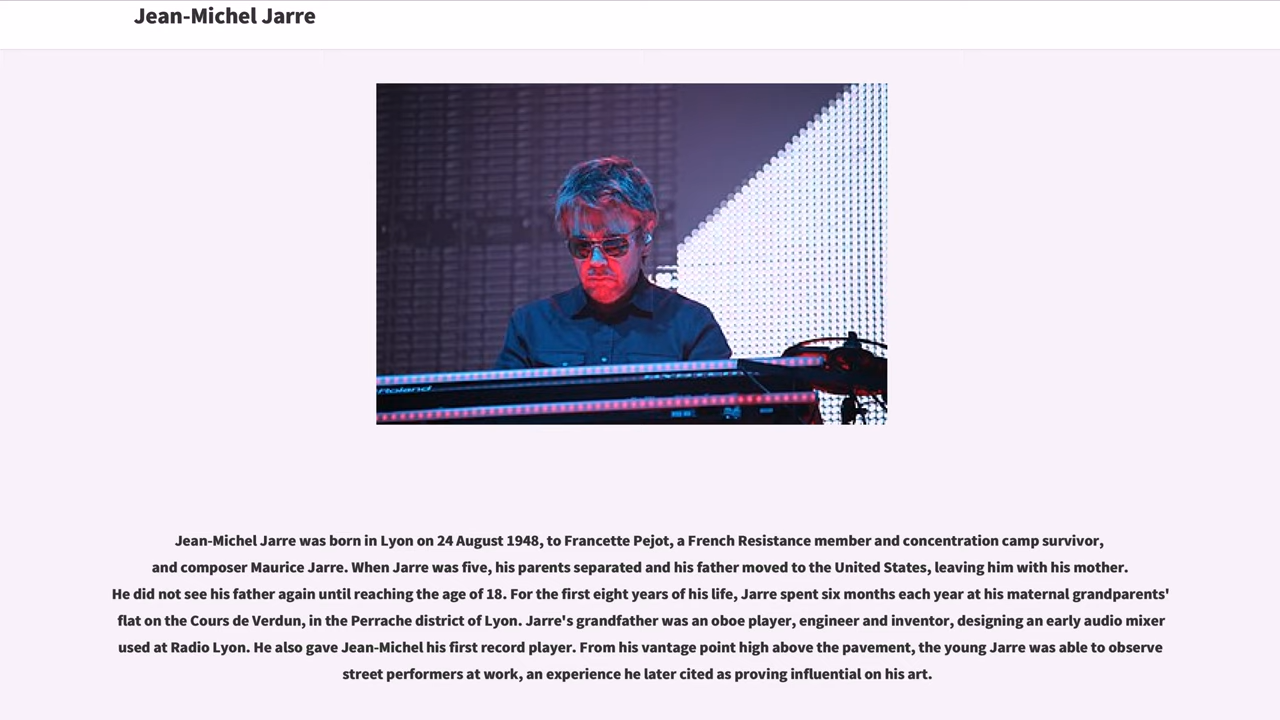 Jean-Michel Jarre
Roland
Jean-Michel Jarre was born in Lyon on 24 August 1948, to Francette Pejot, a French Resistance member and concentration camp survivor,
and composer Maurice Jarre. When Jarre was five, his parents separated and his father moved to the United States, leaving him with his mother.
He did not see his father again until reaching the age of 18. For the first eight years of his life, Jarre spent six months each year at his maternal grandparents'
flat on the Cours de Verdun, in the Perrache district of Lyon. Jarre's grandfather was an oboe player, engineer and inventor, designing an early audio mixer
used at Radio Lyon. He also gave Jean-Michel his first record player. From his vantage point high above the pavement, the young Jarre was able to observe
street performers at work, an experience he later cited as proving influential on his art.